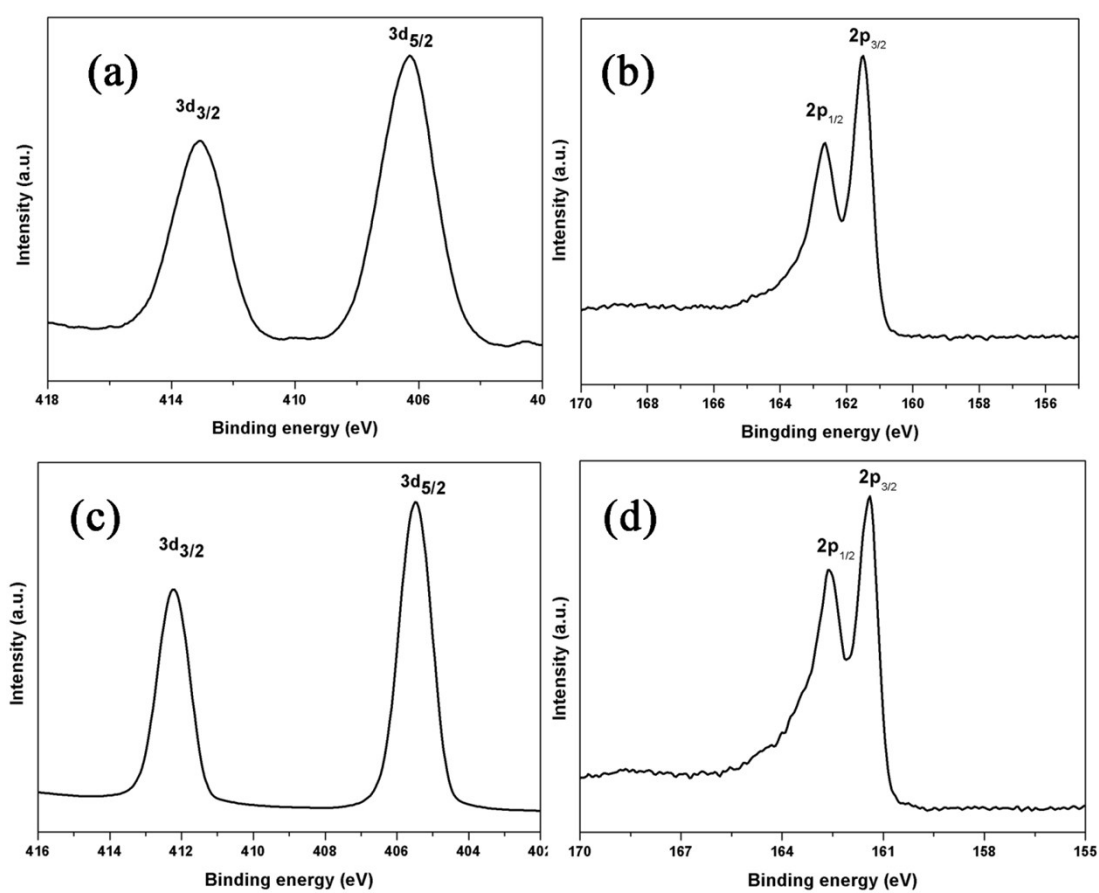 (a)
3d3/2
3d5/2
Intensity (a.u.)
418 414 410 406 40
Binding energy (eV)
(b)
2p1/2
2p3/2
Intensity (a.u.)
170 168 166 164 162 160 158 156
Bingding energy (eV)
(c)
3d3/2
3d5/2
Intensity (a.u.)
416 414 412 410 408 406 404 402
Binding energy (eV)
(d)
2p1/2
2p3/2
Intensity (a.u.)
170 167 164 161 158 155
Binding energy (eV)